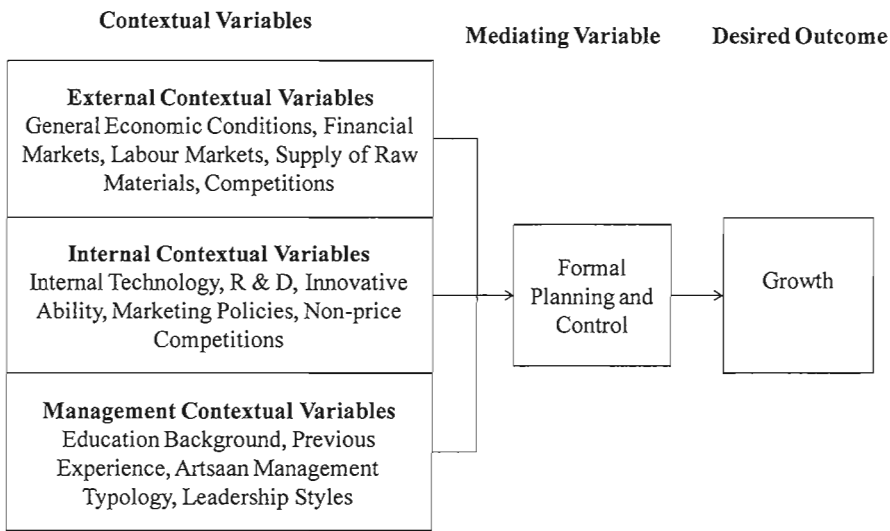 Contextual Variables
Mediating Variable
Desired Outcome
External Contextual Variables
General Economic Conditions, Financial
Markets, Labour Markets, Supply of Raw
Materials, Competitions
Internal Contextual Variables
Internal Technology, R & D, Innovative
Ability, Marketing Policies, Non-price
Competitions
Management Contextual Variables
Education Background, Previous
Experience, Artsaan Management
Typology, Leadership Styles
Formal
Planning and
Control
Growth